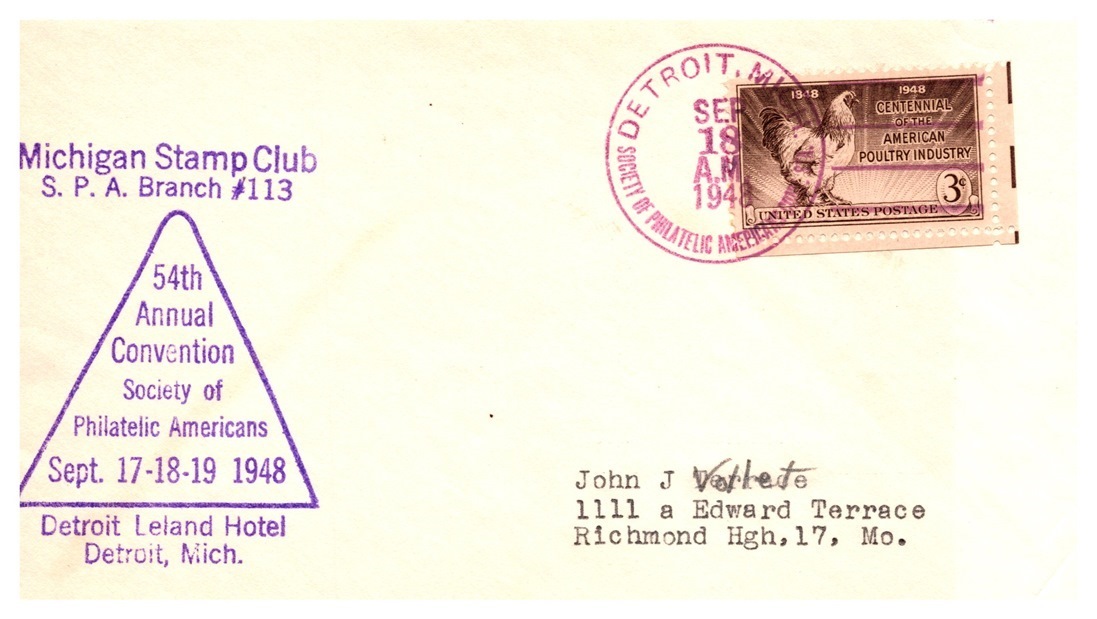 Michigan Stamp Club
S. P. A. Branch #113
54th
Annual
Convention
Society of
Philatelic Americans
Sept. 17-18-19 1948
Detroit Leland Hotel
Detroit, Mich.
DETROIT, MI
SEP
18
A.M
1948
SOCIETY OF PHILATELIC AMERICANS
1848 1948
CENTENNIAL
OF THE
AMERICAN
POULTRY INDUSTRY
3¢
UNITED STATES POSTAGE
John J
1111 a Edward Terrace
Richmond Hgh,17, Mo.